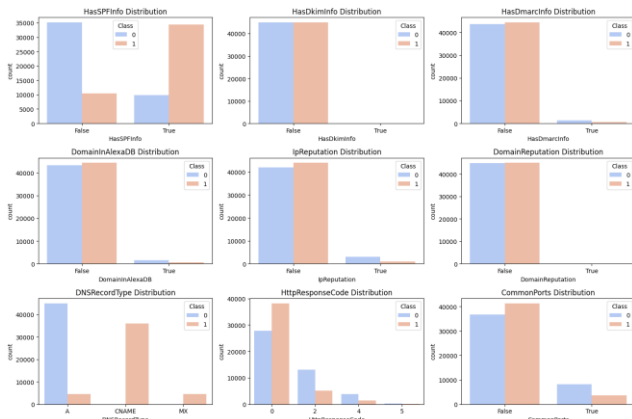 HasSPFInfo Distribution
35000
30000
25000
20000
15000
10000
5000
0
count
False
True
HasSPFInfo
Class
0
1
HasDkimInfo Distribution
40000
30000
20000
10000
0
count
False
True
HasDkimInfo
Class
0
1
HasDmarcInfo Distribution
40000
30000
20000
10000
0
count
False
True
HasDmarcInfo
Class
0
1
DomainInAlexaDB Distribution
40000
30000
20000
10000
0
count
False
True
DomainInAlexaDB
Class
0
1
IpReputation Distribution
40000
30000
20000
10000
0
count
False
True
IpReputation
Class
0
1
DomainReputation Distribution
40000
30000
20000
10000
0
count
False
True
DomainReputation
Class
0
1
DNSRecordType Distribution
40000
30000
20000
10000
0
count
A
CNAME
MX
Class
0
1
HttpResponseCode Distribution
40000
30000
20000
10000
0
count
0
2
4
5
Class
0
1
CommonPorts Distribution
40000
30000
20000
10000
0
count
False
True
Class
0
1